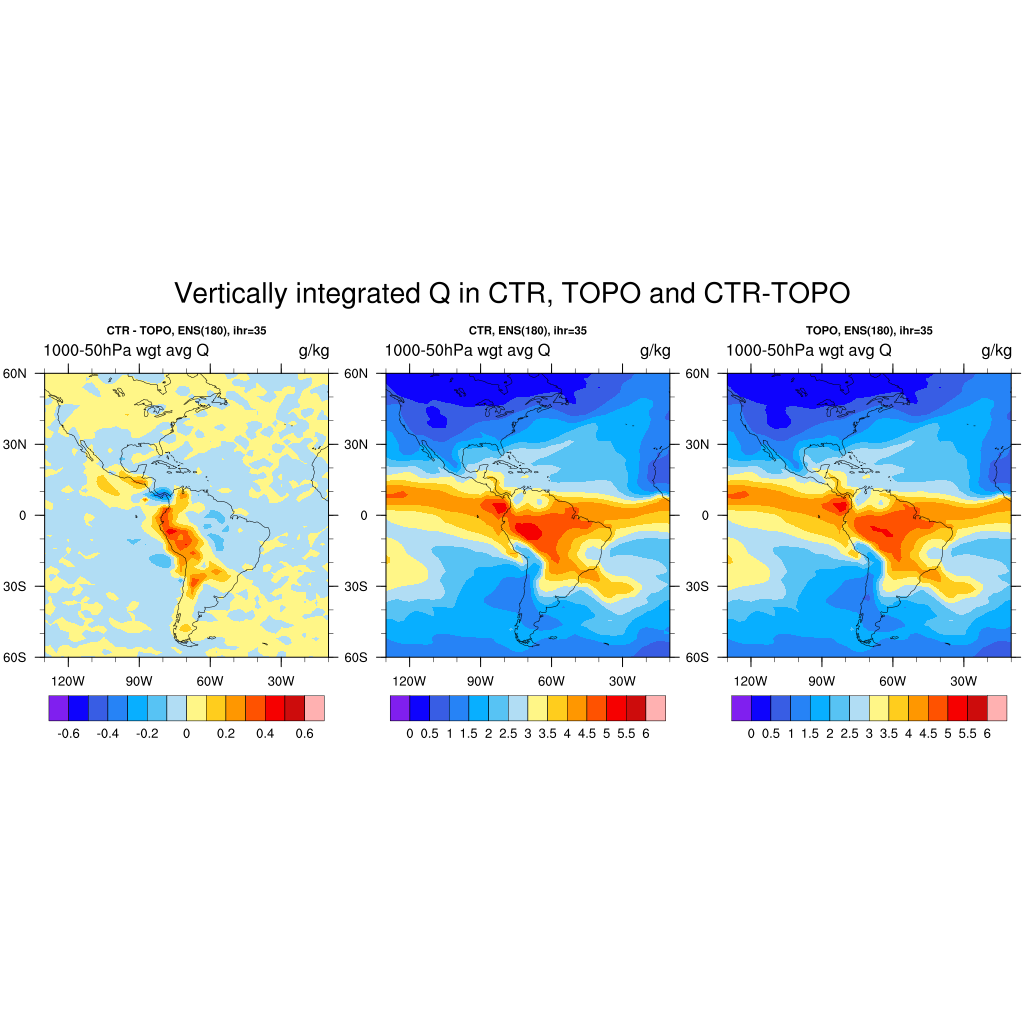 Vertically integrated Q in CTR, TOPO and CTR-TOPO
CTR - TOPO, ENS(180), ihr=35
1000-50hPa wgt avg Q g/kg
60N
30N
0
30S
60S
120W 90W 60W 30W
-0.6 -0.4 -0.2 0 0.2 0.4 0.6
CTR, ENS(180), ihr=35
1000-50hPa wgt avg Q g/kg
60N
30N
0
30S
60S
120W 90W 60W 30W
0 0.5 1 1.5 2 2.5 3 3.5 4 4.5 5 5.5 6
TOPO, ENS(180), ihr=35
1000-50hPa wgt avg Q g/kg
60N
30N
0
30S
60S
120W 90W 60W 30W
0 0.5 1 1.5 2 2.5 3 3.5 4 4.5 5 5.5 6